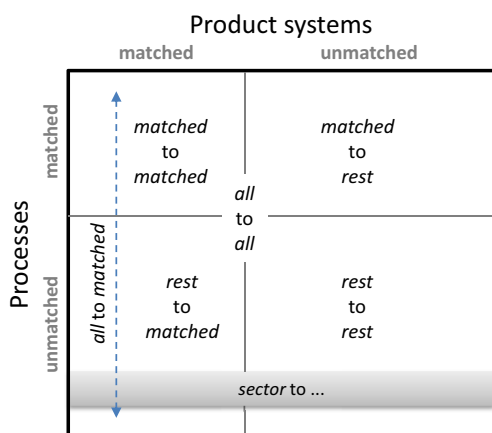 Product systems
matched
unmatched
Processes
matched
unmatched
all to matched
matched
to
matched
matched
to
rest
all
to
all
rest
to
matched
rest
to
rest
sector to ...